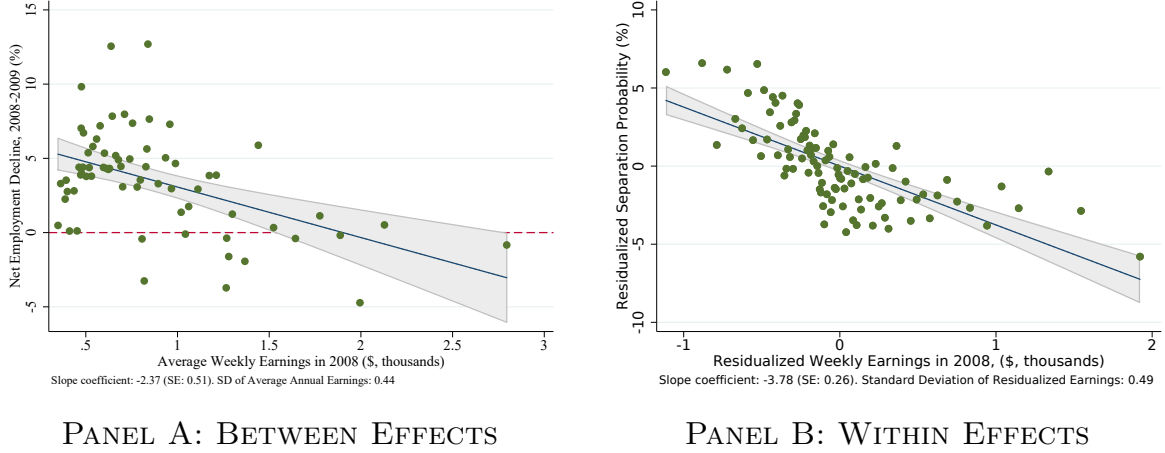 Net Employment Decline, 2008-2009 (%)
15
10
5
0
-5
.5 1 1.5 2 2.5 3
Average Weekly Earnings in 2008 ($, thousands)
Slope coefficient: -2.37 (SE: 0.51). SD of Average Annual Earnings: 0.44
PANEL A: BETWEEN EFFECTS
Residualized Separation Probability (%)
10
5
0
-5
-10
-1 0 1 2
Residualized Weekly Earnings in 2008, ($, thousands)
Slope coefficient: -3.78 (SE: 0.26). Standard Deviation of Residualized Earnings: 0.49
PANEL B: WITHIN EFFECTS